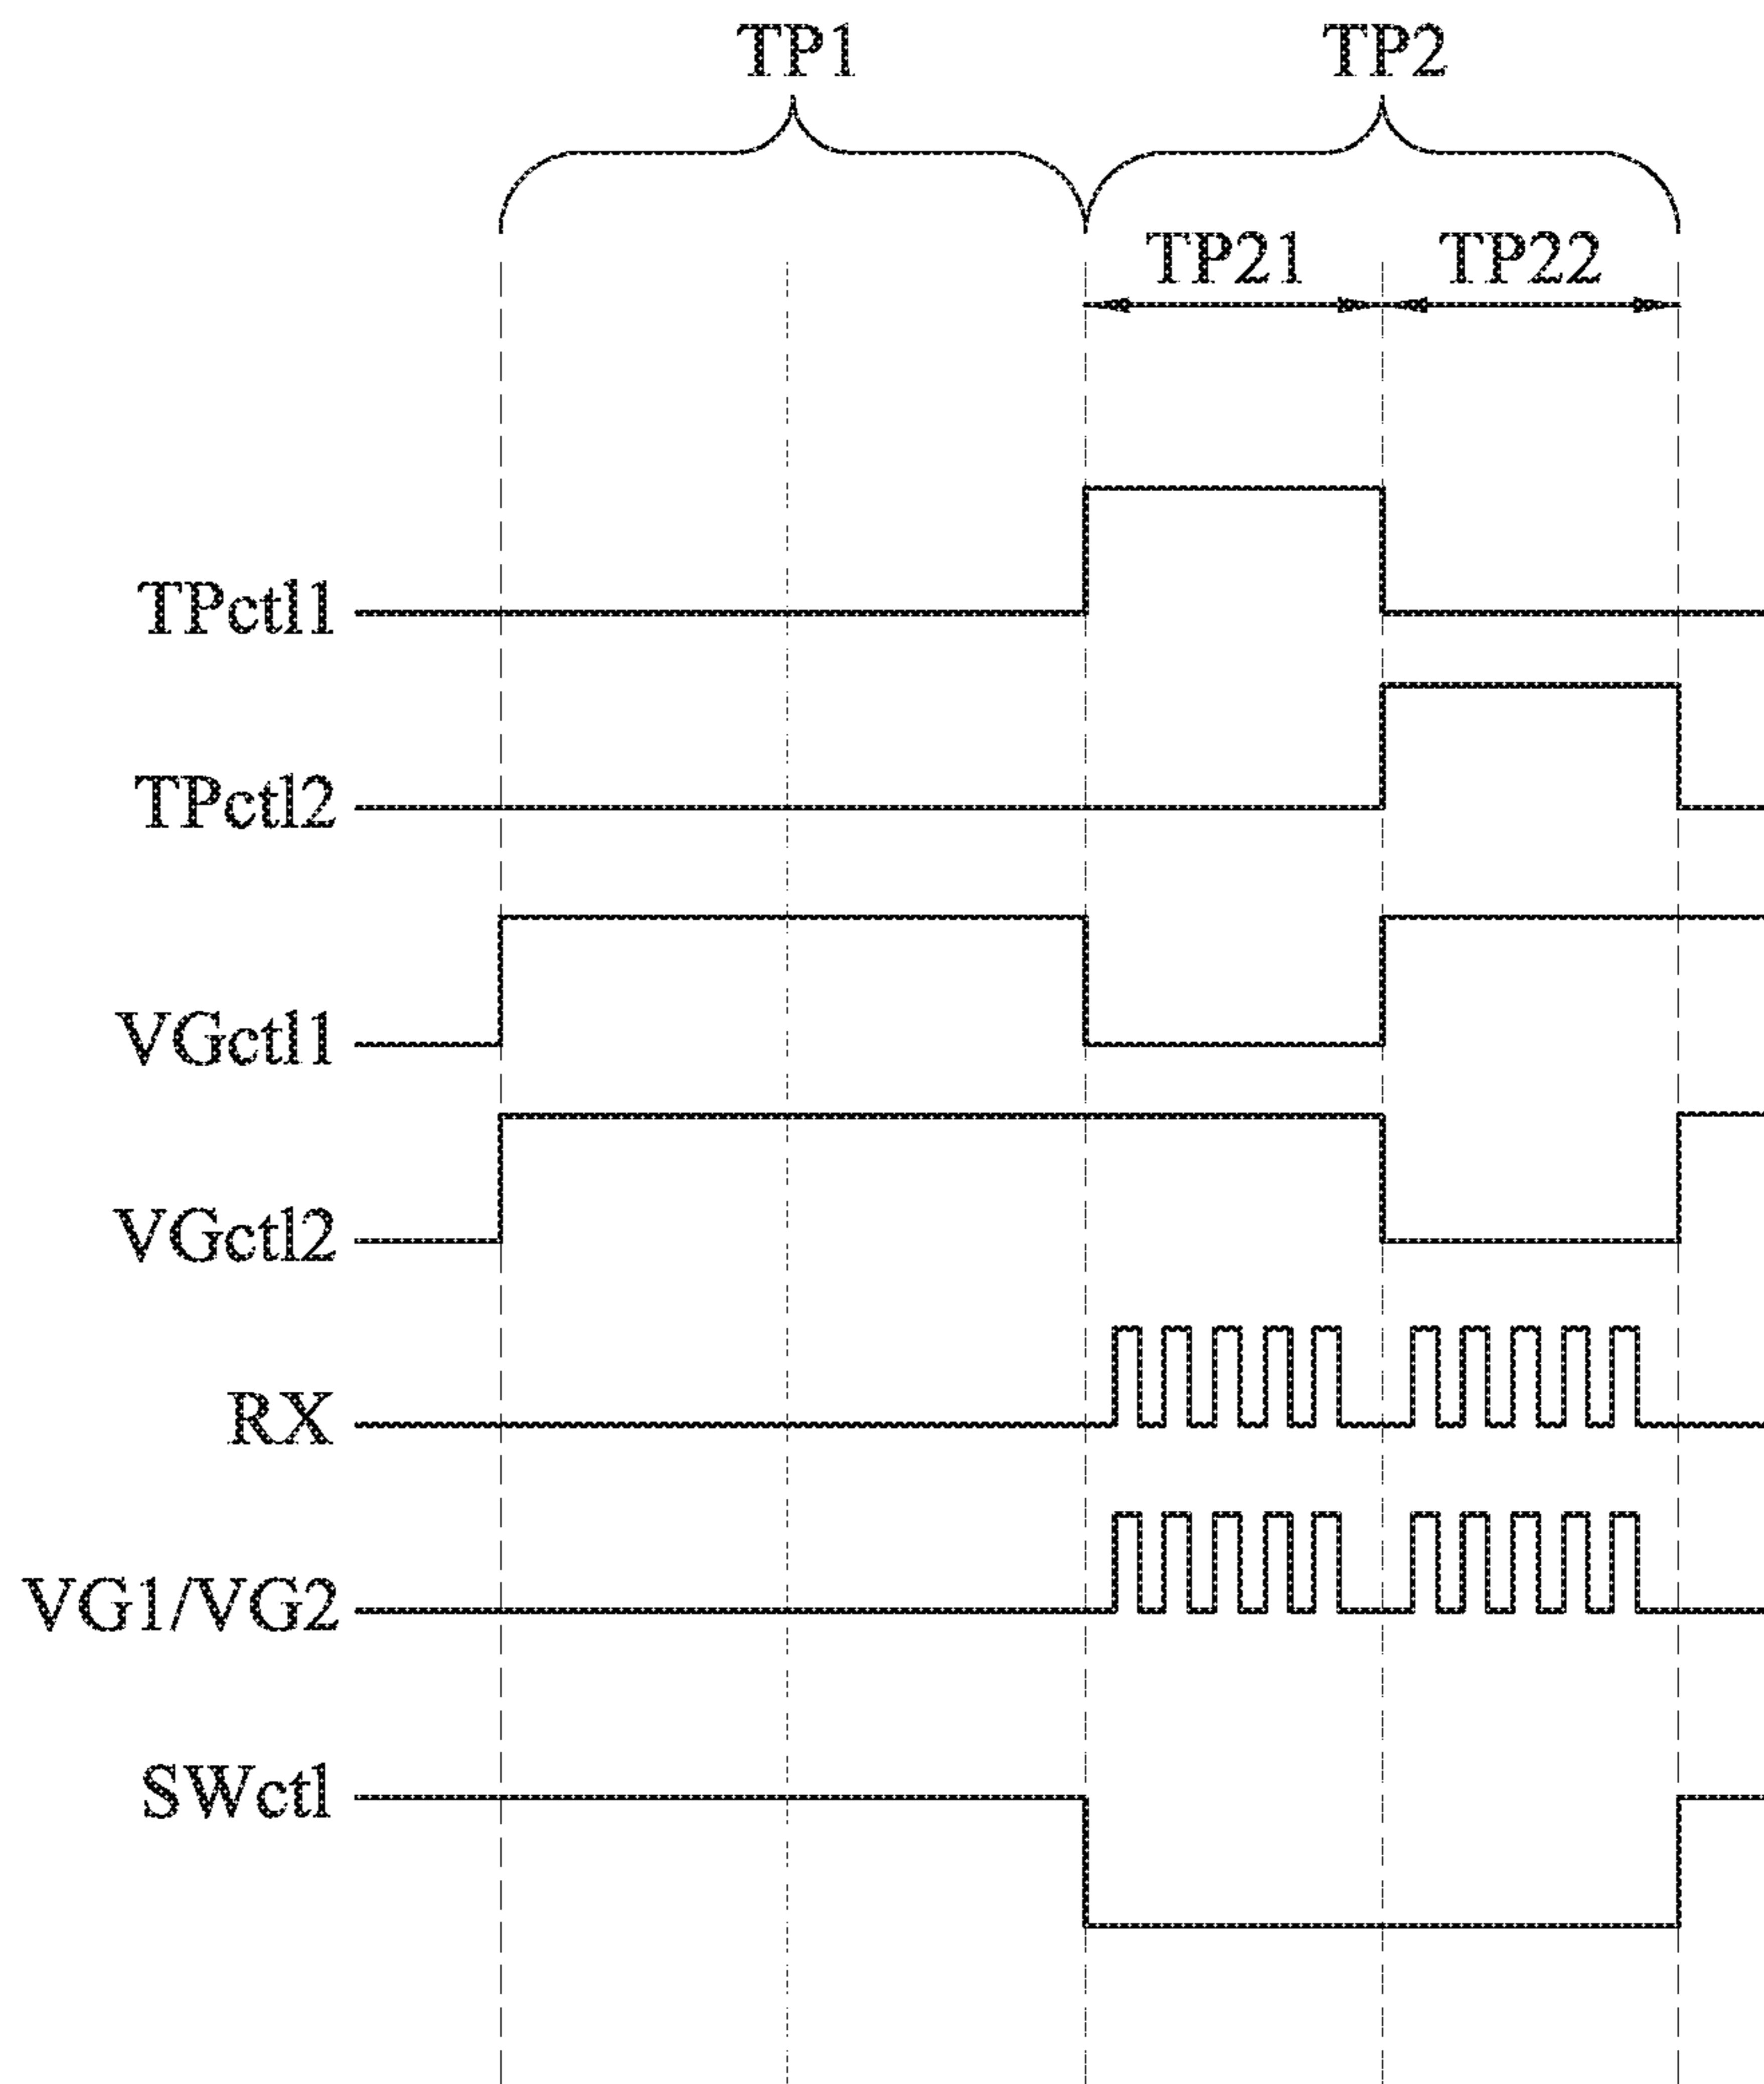 TP1 TP2
TP21 TP22
TPctl1
TPctl2
VGctl1
VGctl2
RX
VG1/VG2
SWctl